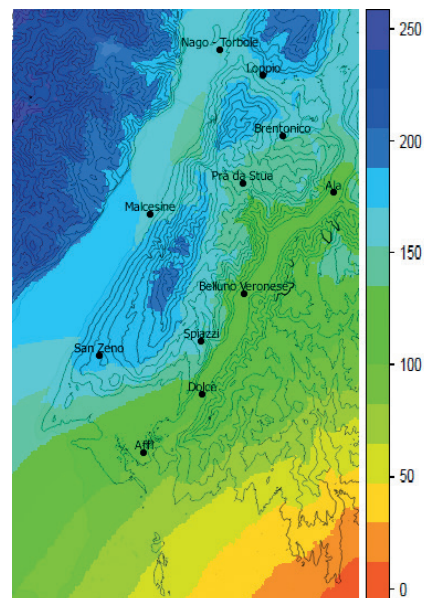 Nago - Torbole
Loppio
Brentonico
Prà da Stua
Ala
Malcesine
Belluno Veronese
Spiazzi
San Zeno
Dolcè
Affi
250
200
150
100
50
0